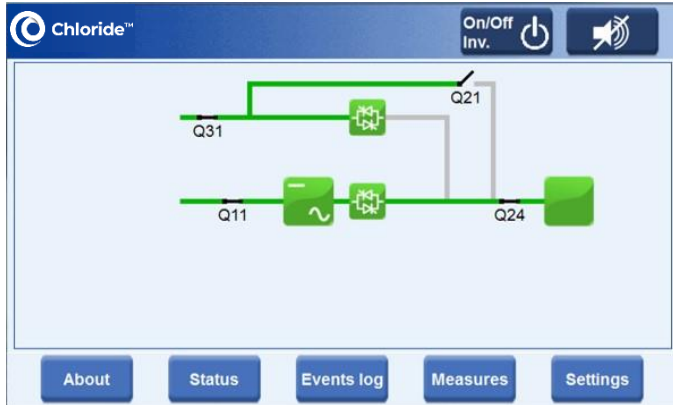 Chloride™
On/Off
Inv.
Q21
Q31
Q11
Q24
About
Status
Events log
Measures
Settings